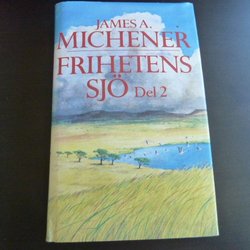 JAMES A.
MICHENER
FRIHETENS
SJÖ Del 2